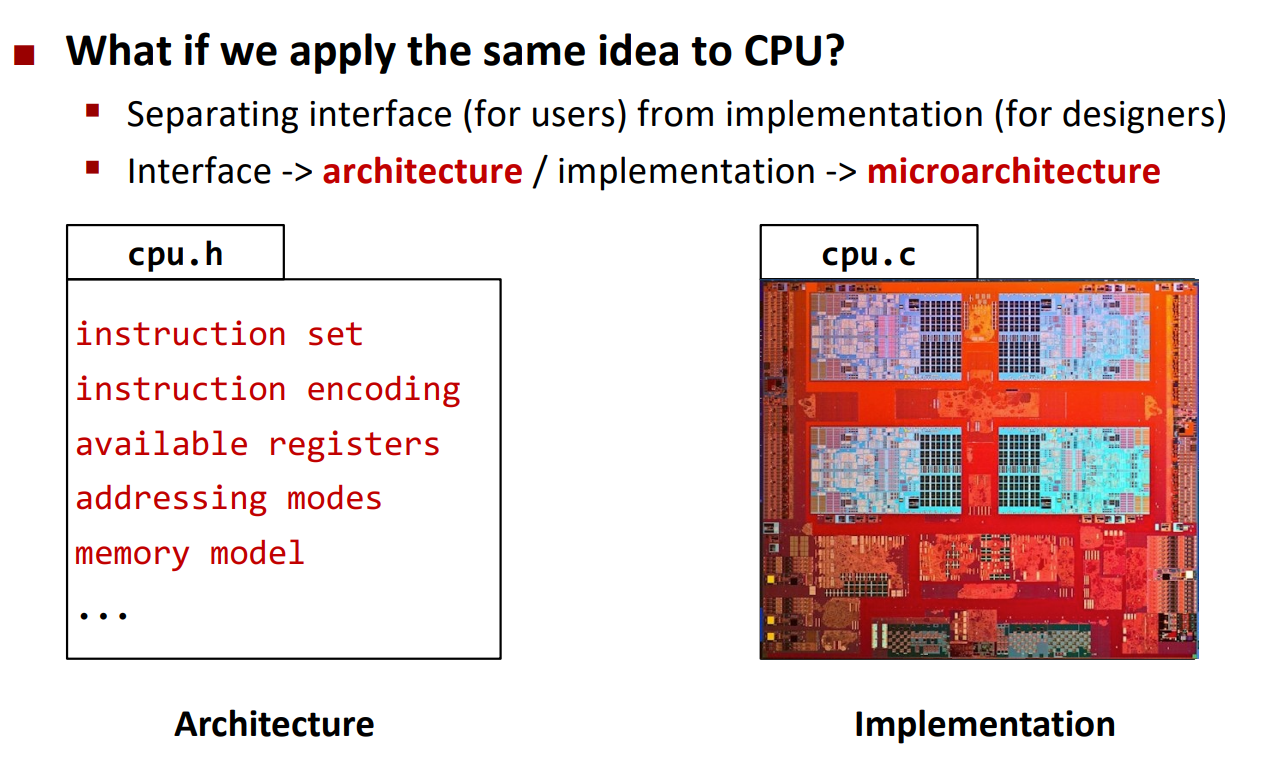 What if we apply the same idea to CPU?
Separating interface (for users) from implementation (for designers)
Interface -> architecture / implementation -> microarchitecture
cpu.h
instruction set
instruction encoding
available registers
addressing modes
memory model
...
Architecture
cpu.c
Implementation